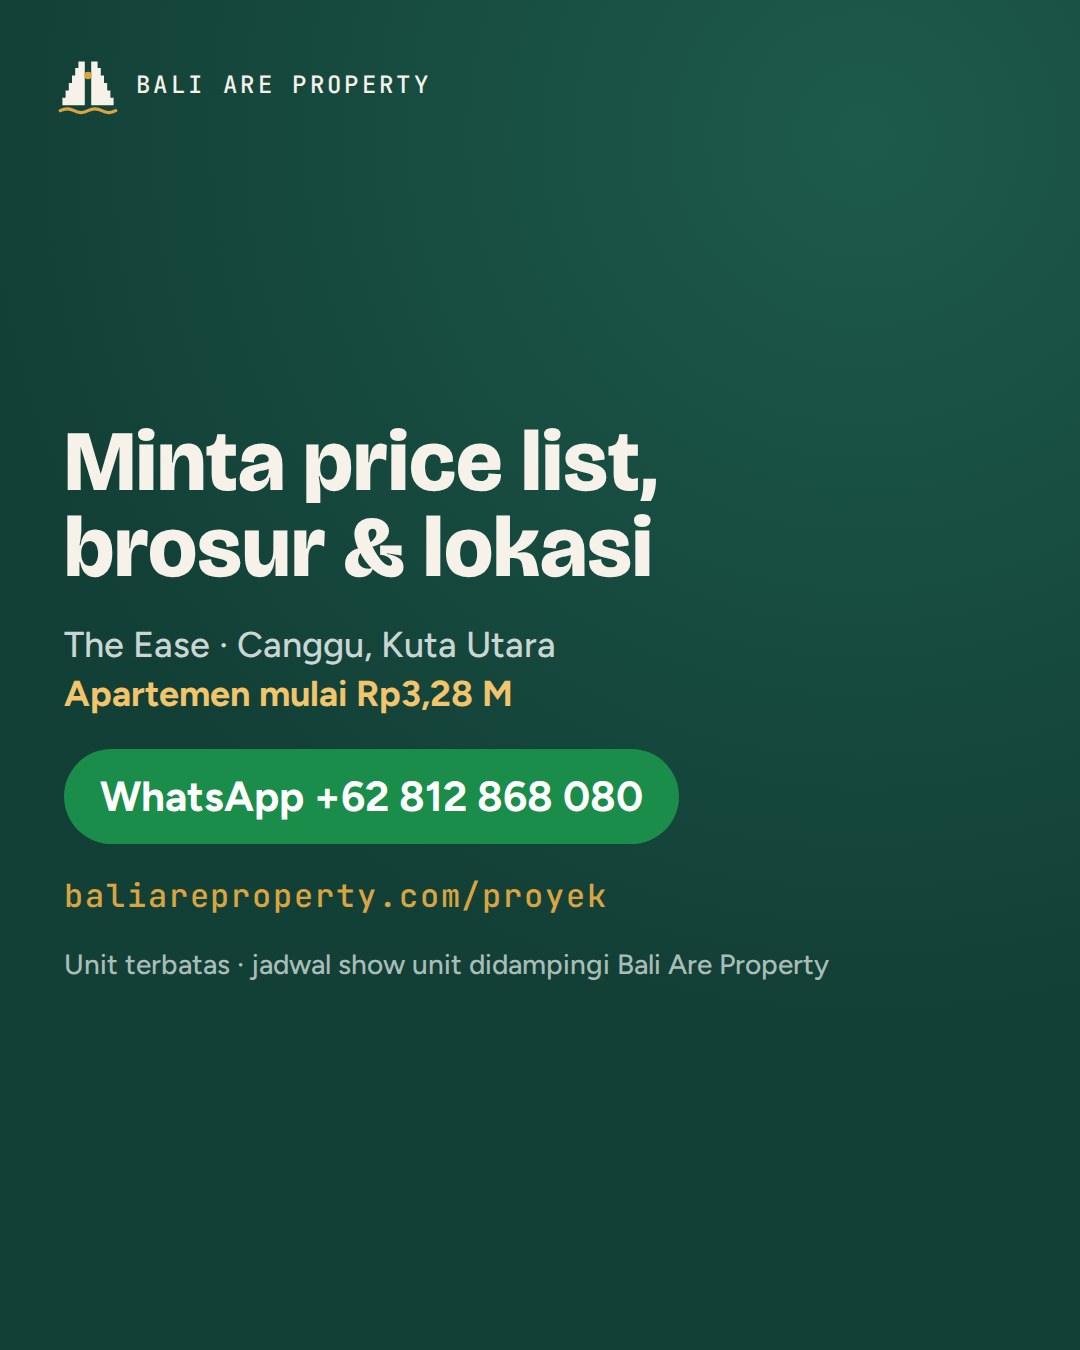 BALI ARE PROPERTY
Minta price list,
brosur & lokasi
The Ease · Canggu, Kuta Utara
Apartemen mulai Rp3,28 M
WhatsApp +62 812 868 080
baliareproperty.com/proyek
Unit terbatas · jadwal show unit didampingi Bali Are Property